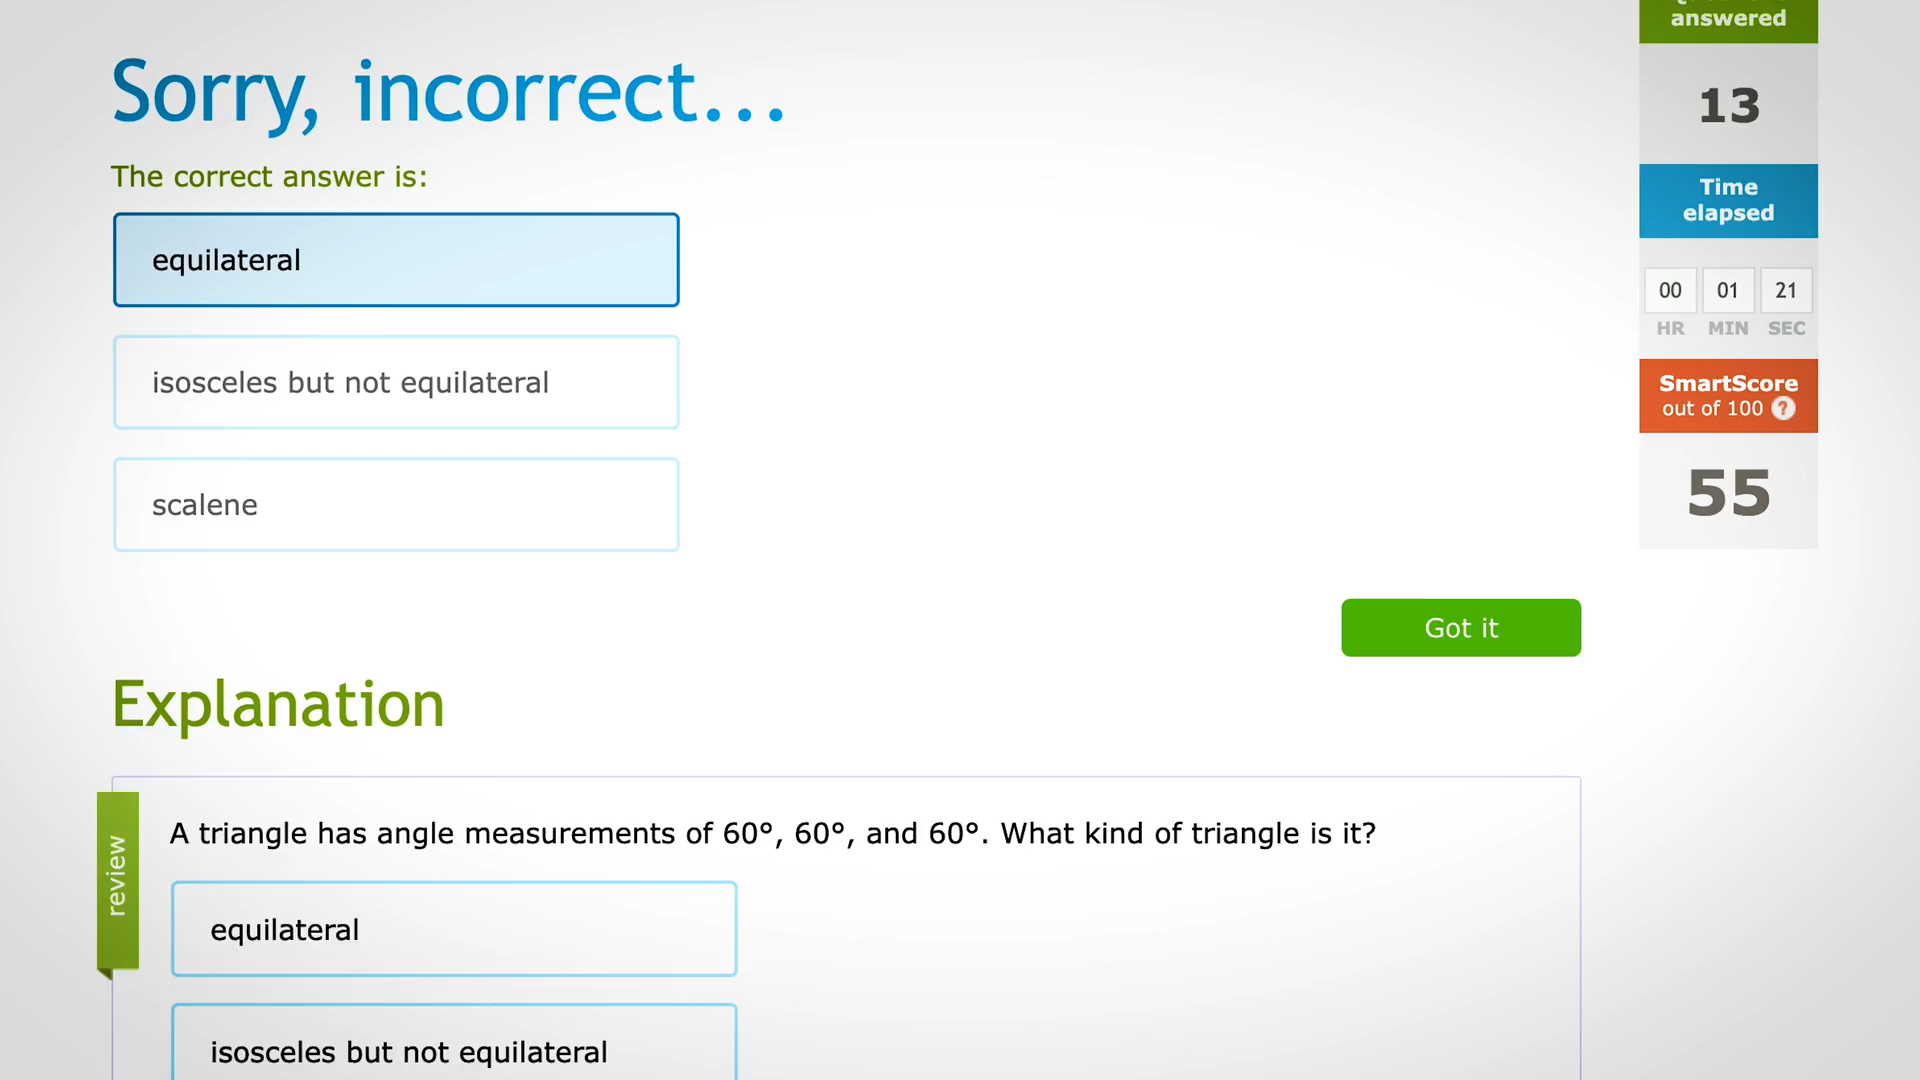 Sorry, incorrect...
The correct answer is:
equilateral
isosceles but not equilateral
scalene
answered
13
Time
elapsed
00 01 21
HR MIN SEC
SmartScore
out of 100 ?
55
Got it
Explanation
review
A triangle has angle measurements of 60°, 60°, and 60°. What kind of triangle is it?
equilateral
isosceles but not equilateral